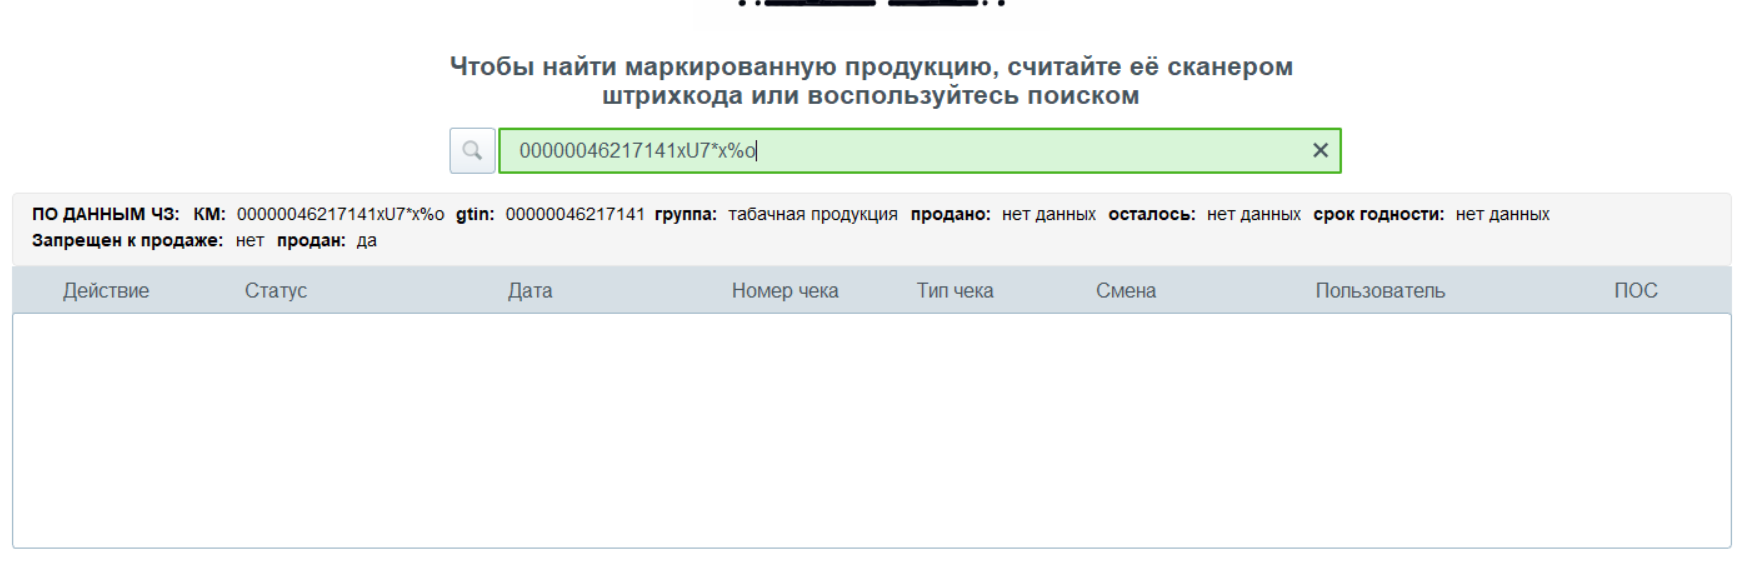 Чтобы найти маркированную продукцию, считайте её сканером
штрихкода или воспользуйтесь поиском
00000046217141xU7*x%o
ПО ДАННЫМ ЧЗ: КМ: 00000046217141xU7*x%o gtin: 00000046217141 группа: табачная продукция продано: нет данных осталось: нет данных срок годности: нет данных
Запрещен к продаже: нет продан: да
Действие Статус Дата Номер чека Тип чека Смена Пользователь ПОС